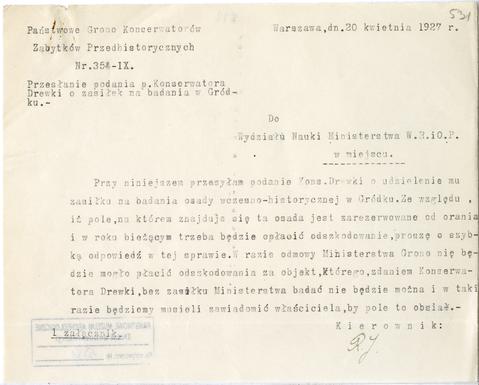 531
Państwowe Grono Konserwatorów
Warszawa, dn. 20 kwietnia 1927 r.
Zabytków Przedhistorycznych
Nr.354-IX.
Przesłanie podania p.Konserwatora
Drewki o zasiłek na badania w Gród-
ku.-
Do
Wydziału Nauki Ministerstwa W.R.i O.P.
w miejscu.
Przy niniejszem przesyłam podanie Kons.Drewki o udzielenie mu
zasiłku na badania osady wczesno-historycznej w Gródku.Ze względu ,
iż pole,na którem znajduje się ta osada jest zarezerwowane od orania
i w roku bieżącym trzeba będzie opłacić odszkodowanie,proszę o szyb-
ką odpowiedź w tej sprawie.W razie odmowy Ministerstwa Grono nie bę-
dzie mogło płacić odszkodowania za objekt,którego,zdaniem Konserwa-
tora Drewki,bez zasiłku Ministerstwa badać nie będzie można i w taki
razie będziemy musieli zawiadomić właściciela,by pole to obsiał.-
Kierownik:
1 załącznik.
PAŃSTWOWE MUZEUM ARCHEOLOGICZNE